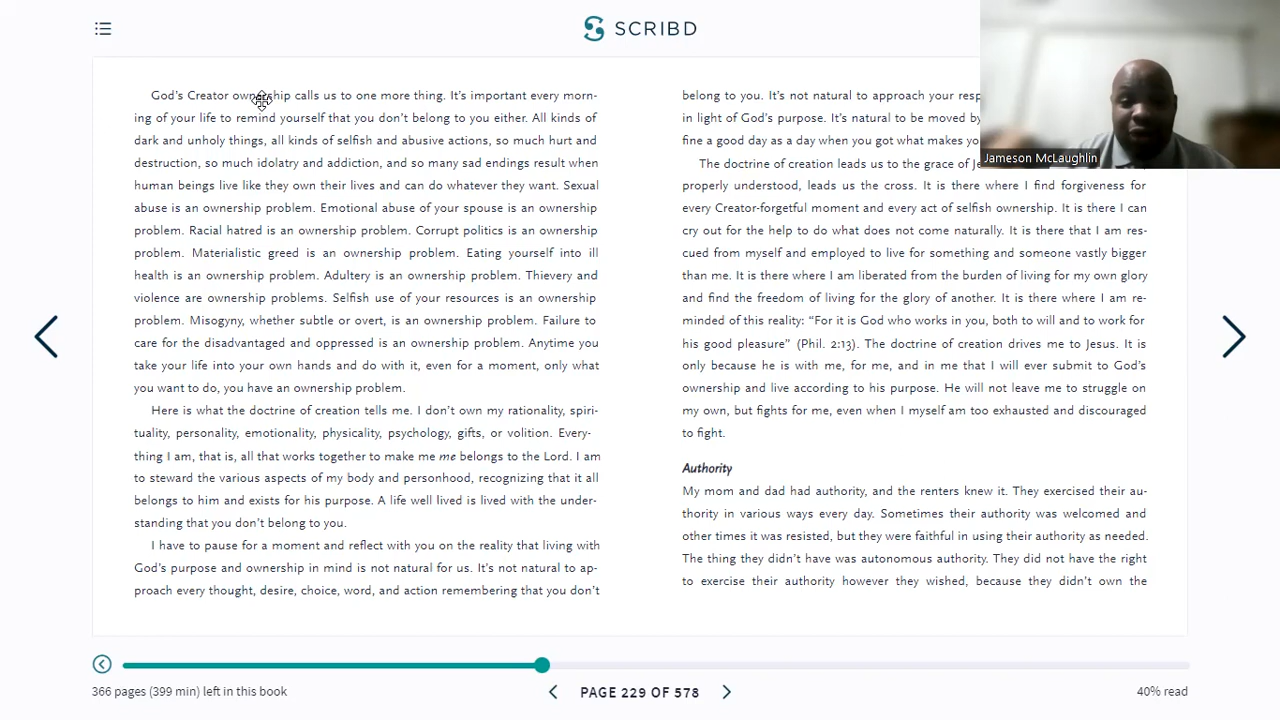 SCRIBD
God's Creator ownership calls us to one more thing. It's important every morn-
ing of your life to remind yourself that you don't belong to you either. All kinds of
dark and unholy things, all kinds of selfish and abusive actions, so much hurt and
destruction, so much idolatry and addiction, and so many sad endings result when
human beings live like they own their lives and can do whatever they want. Sexual
abuse is an ownership problem. Emotional abuse of your spouse is an ownership
problem. Racial hatred is an ownership problem. Corrupt politics is an ownership
problem. Materialistic greed is an ownership problem. Eating yourself into ill
health is an ownership problem. Adultery is an ownership problem. Thievery and
violence are ownership problems. Selfish use of your resources is an ownership
problem. Misogyny, whether subtle or overt, is an ownership problem. Failure to
care for the disadvantaged and oppressed is an ownership problem. Anytime you
take your life into your own hands and do with it, even for a moment, only what
you want to do, you have an ownership problem.
Here is what the doctrine of creation tells me. I don't own my rationality, spiri-
tuality, personality, emotionality, physicality, psychology, gifts, or volition. Every-
thing I am, that is, all that works together to make me me belongs to the Lord. I am
to steward the various aspects of my body and personhood, recognizing that it all
belongs to him and exists for his purpose. A life well lived is lived with the under-
standing that you don't belong to you.
I have to pause for a moment and reflect with you on the reality that living with
God's purpose and ownership in mind is not natural for us. It's not natural to ap-
proach every thought, desire, choice, word, and action remembering that you don't
belong to you. It's not natural to approach your
in light of God's purpose. It's natural to be moved by
fine a good day as a day when you got what makes
The doctrine of creation leads us to the grace of
properly understood, leads us the cross. It is there where I find forgiveness for
every Creator-forgetful moment and every act of selfish ownership. It is there I can
cry out for the help to do what does not come naturally. It is there that I am res-
cued from myself and employed to live for something and someone vastly bigger
than me. It is there where I am liberated from the burden of living for my own glory
and find the freedom of living for the glory of another. It is there where I am re-
minded of this reality: "For it is God who works in you, both to will and to work for
his good pleasure" (Phil. 2:13). The doctrine of creation drives me to Jesus. It is
only because he is with me, for me, and in me that I will ever submit to God's
ownership and live according to his purpose. He will not leave me to struggle on
my own, but fights for me, even when I myself am too exhausted and discouraged
to fight.
Authority
My mom and dad had authority, and the renters knew it. They exercised their au-
thority in various ways every day. Sometimes their authority was welcomed and
other times it was resisted, but they were faithful in using their authority as needed.
The thing they didn't have was autonomous authority. They did not have the right
to exercise their authority however they wished, because they didn't own the
Jameson McLaughlin
366 pages (399 min) left in this book
PAGE 229 OF 578
40% read